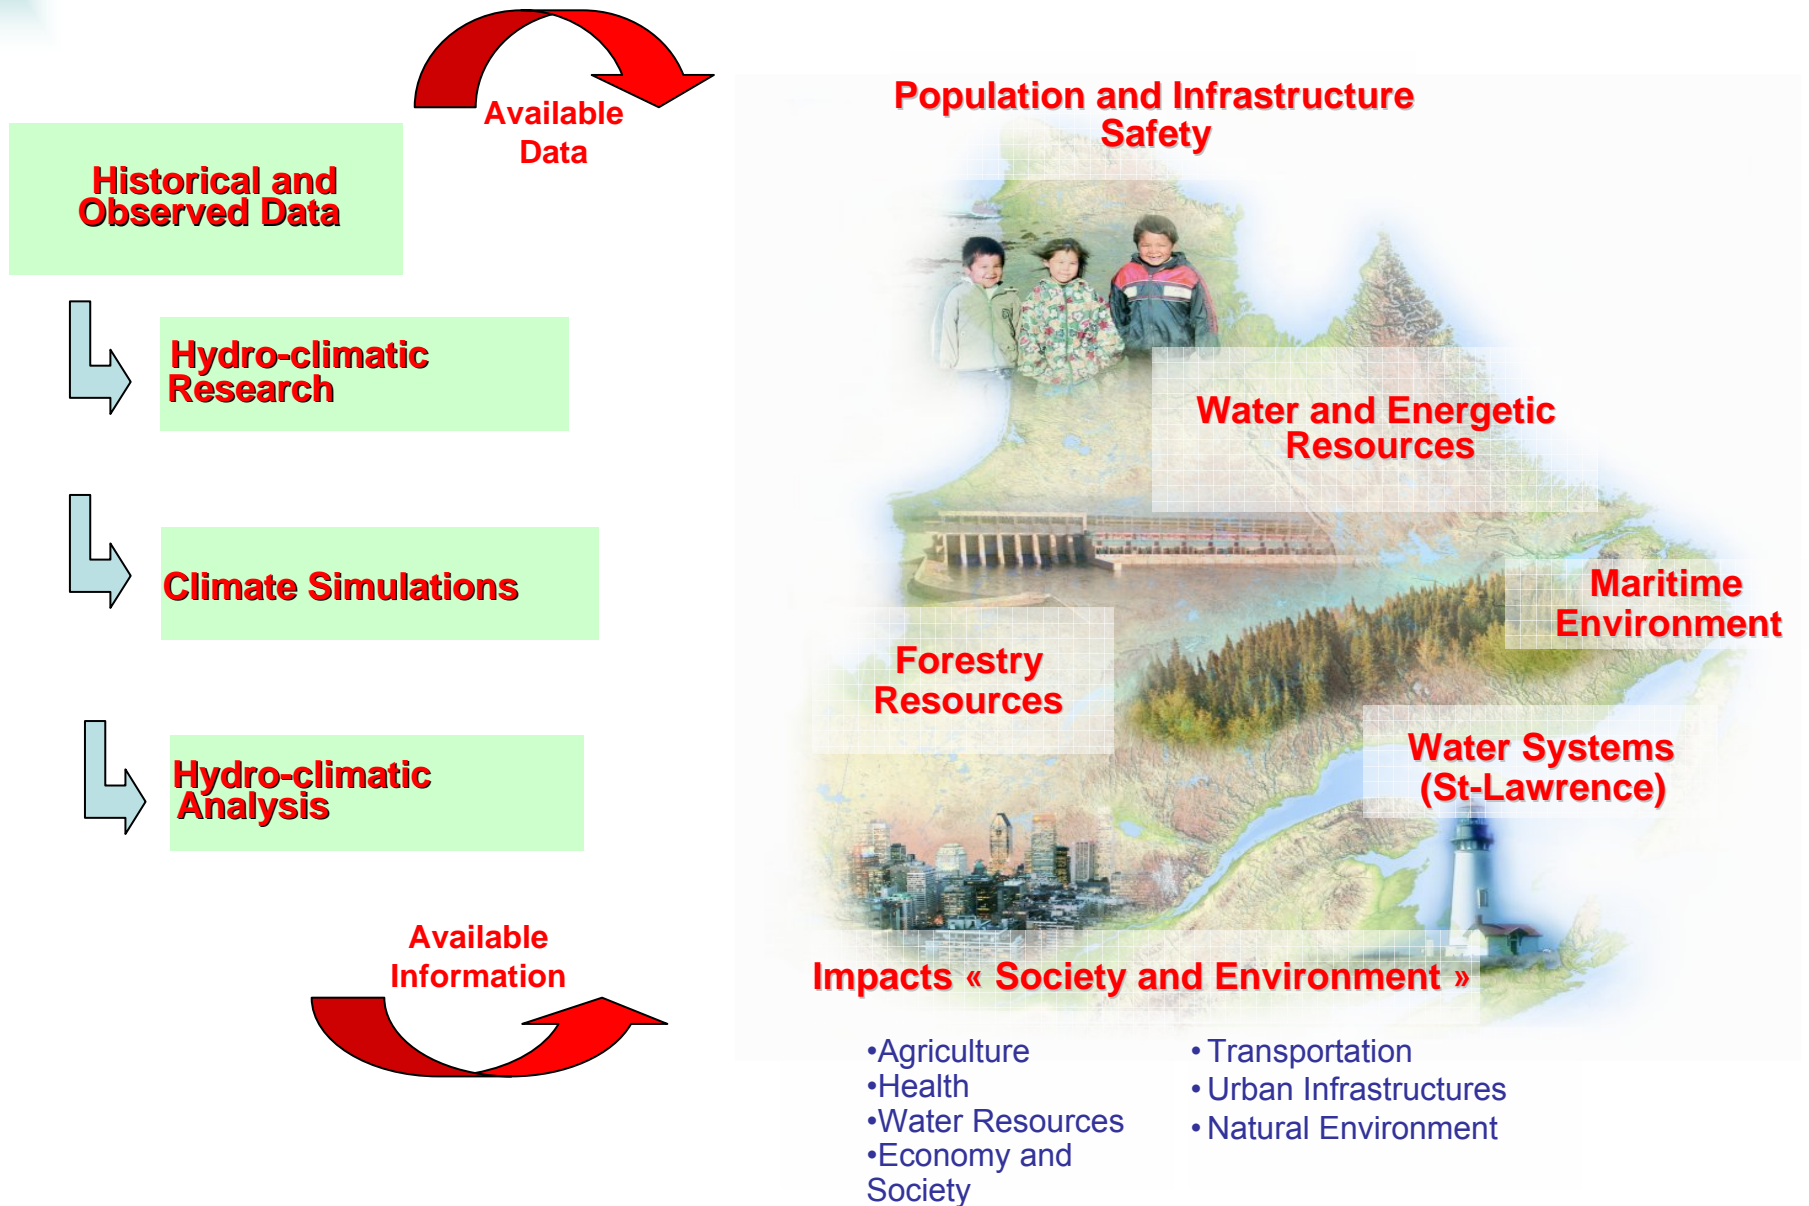 Available
Data
Historical and
Observed Data
Hydro-climatic
Research
Climate Simulations
Hydro-climatic
Analysis
Available
Information
Population and Infrastructure
Safety
Water and Energetic
Resources
Maritime
Environment
Forestry
Resources
Water Systems
(St-Lawrence)
Impacts « Society and Environment »
•Agriculture
•Health
•Water Resources
•Economy and
Society
• Transportation
• Urban Infrastructures
• Natural Environment